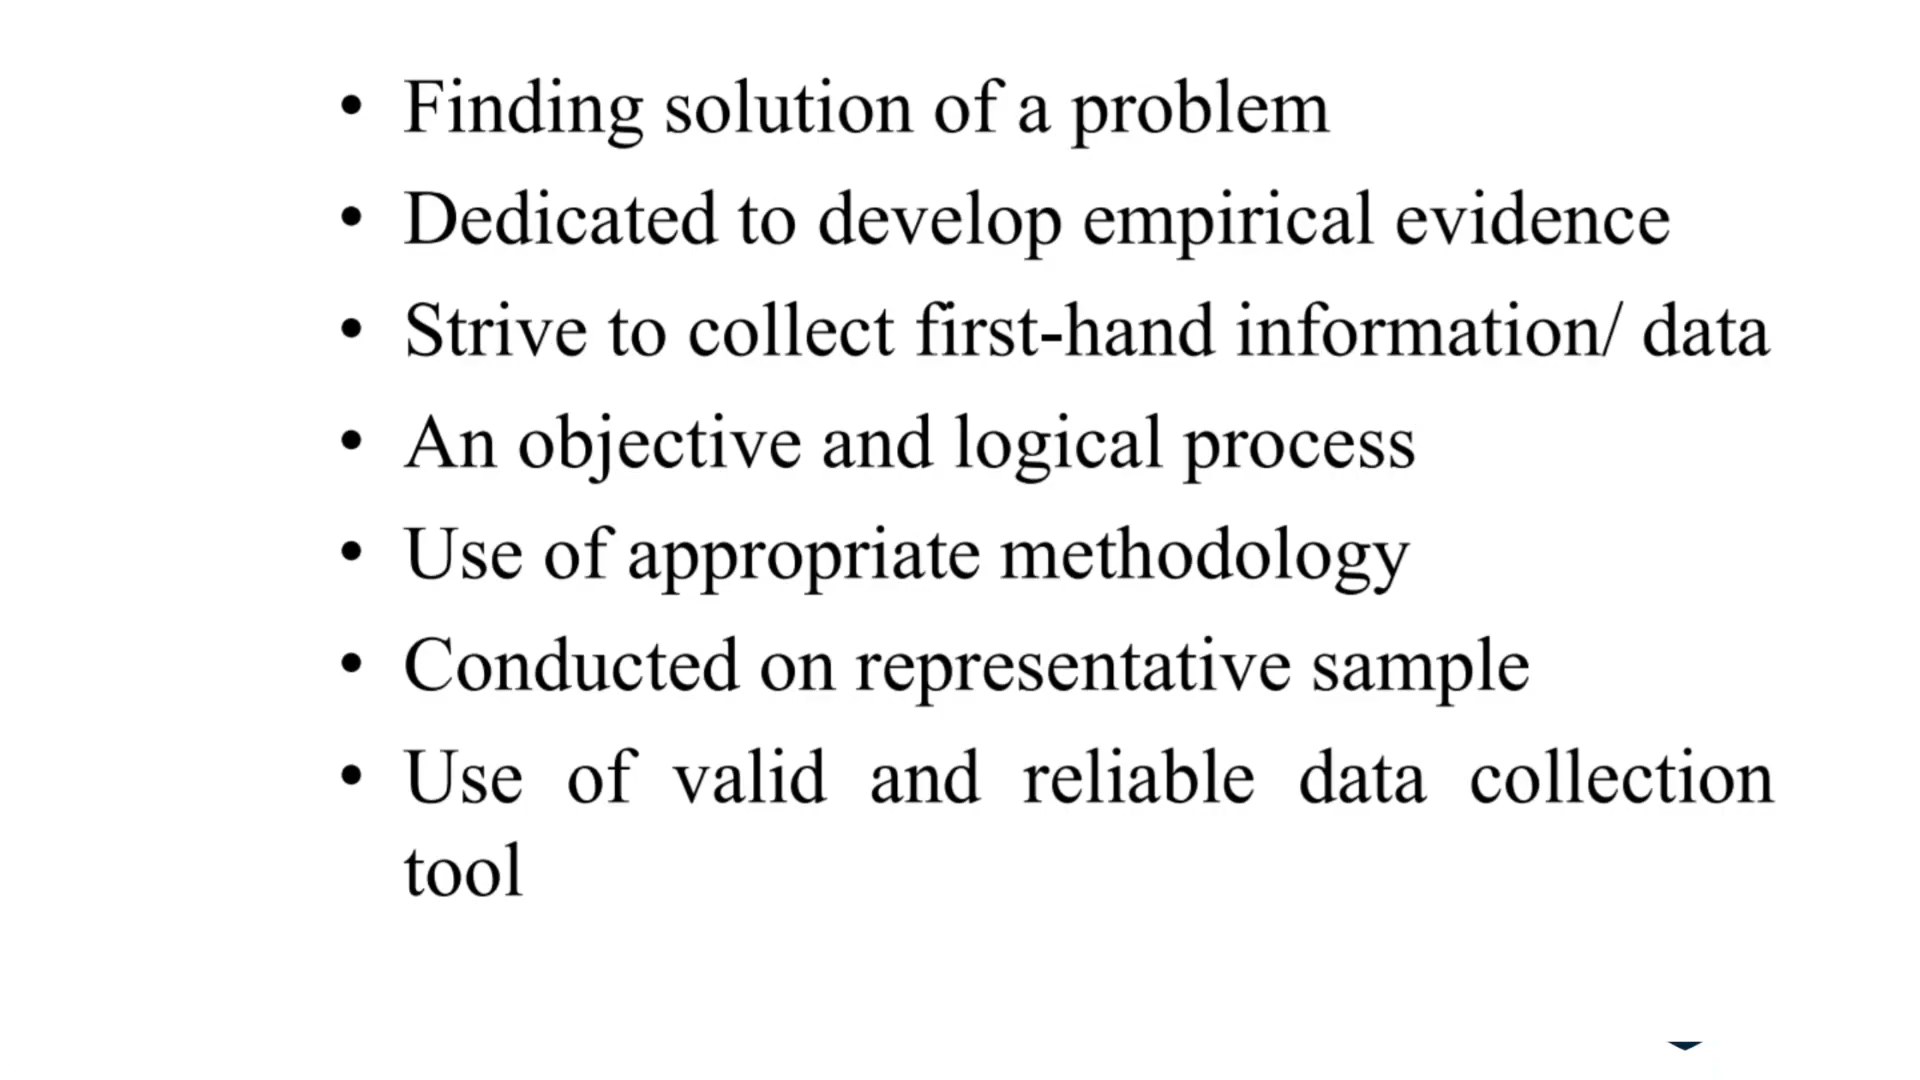 • Finding solution of a problem
• Dedicated to develop empirical evidence
• Strive to collect first-hand information/ data
• An objective and logical process
• Use of appropriate methodology
• Conducted on representative sample
• Use of valid and reliable data collection
tool